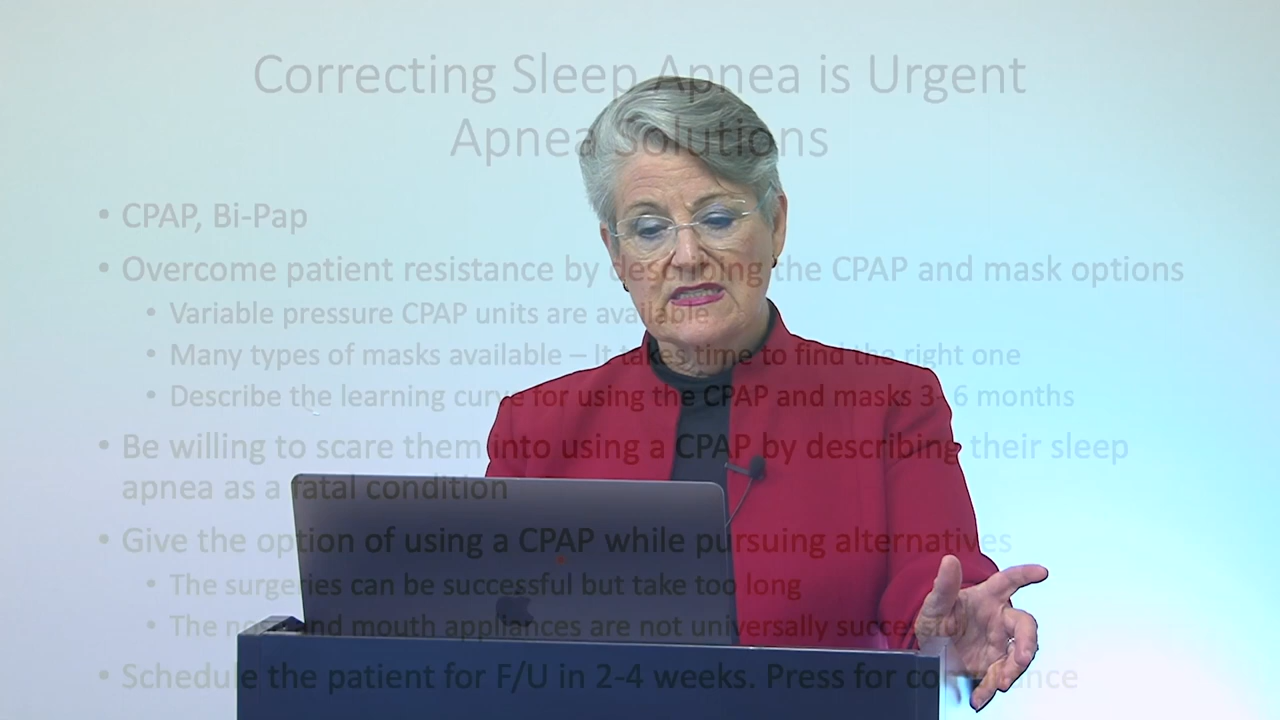 Correcting Sleep Apnea is Urgent
Apnea Solutions
• CPAP, Bi-Pap
• Overcome patient resistance by describing the CPAP and mask options
• Variable pressure CPAP units are available
• Many types of masks available – It takes time to find the right one
• Describe the learning curve for using the CPAP and masks 3- 6 months
• Be willing to scare them into using a CPAP by describing their sleep
apnea as a fatal condition
• Give the option of using a CPAP while pursuing alternatives
• The surgeries can be successful but take too long
• The nose and mouth appliances are not universally successful
• Schedule the patient for F/U in 2-4 weeks. Press for compliance